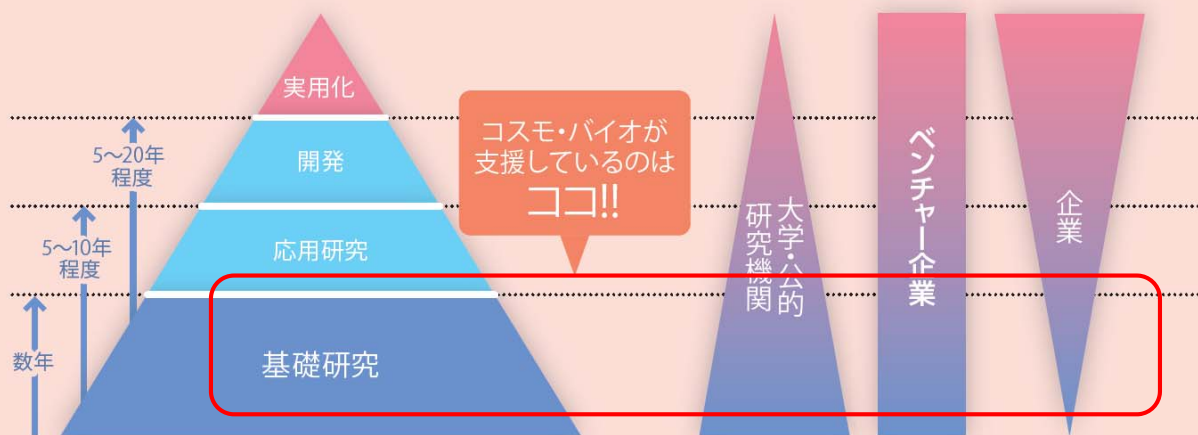 実用化
開発
応用研究
基礎研究
5〜20年
程度
5〜10年
程度
数年
コスモ・バイオが
支援しているのは
ココ!!
大学・公的
研究機関
ベンチャー企業
企業